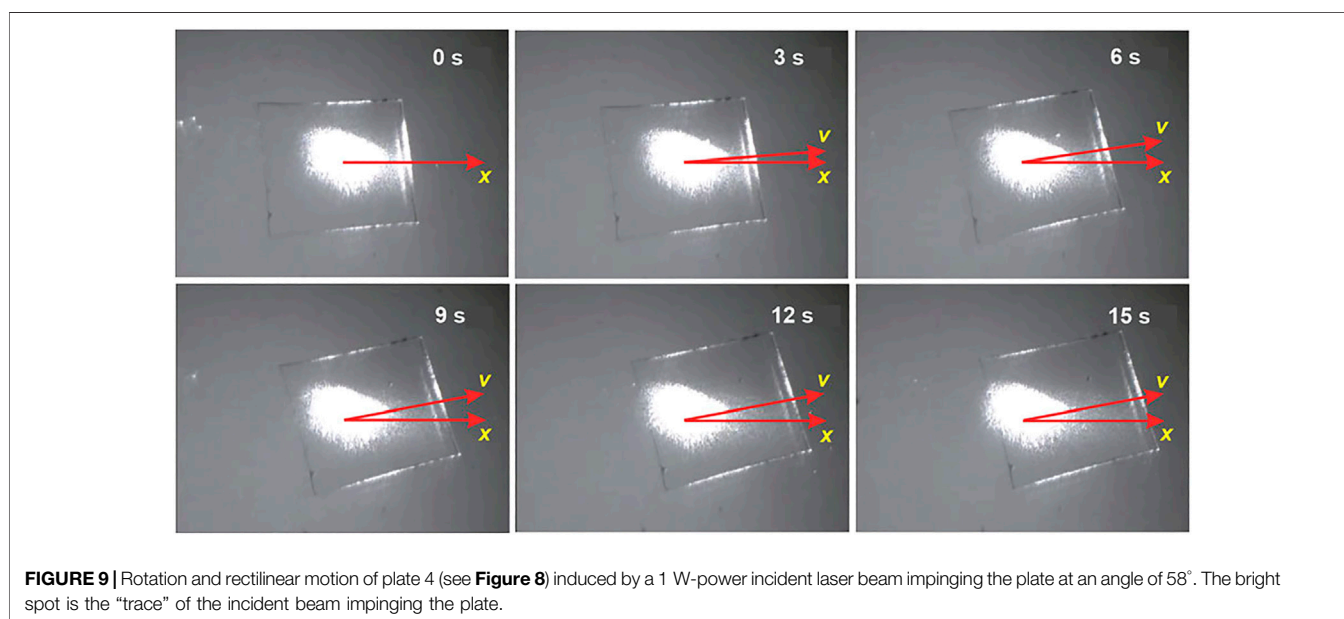 0 s
3 s
6 s
x
v
x
v
x
9 s
12 s
15 s
v
x
v
x
v
x
FIGURE 9 | Rotation and rectilinear motion of plate 4 (see Figure 8) induced by a 1 W-power incident laser beam impinging the plate at an angle of 58°. The bright
spot is the “trace” of the incident beam impinging the plate.